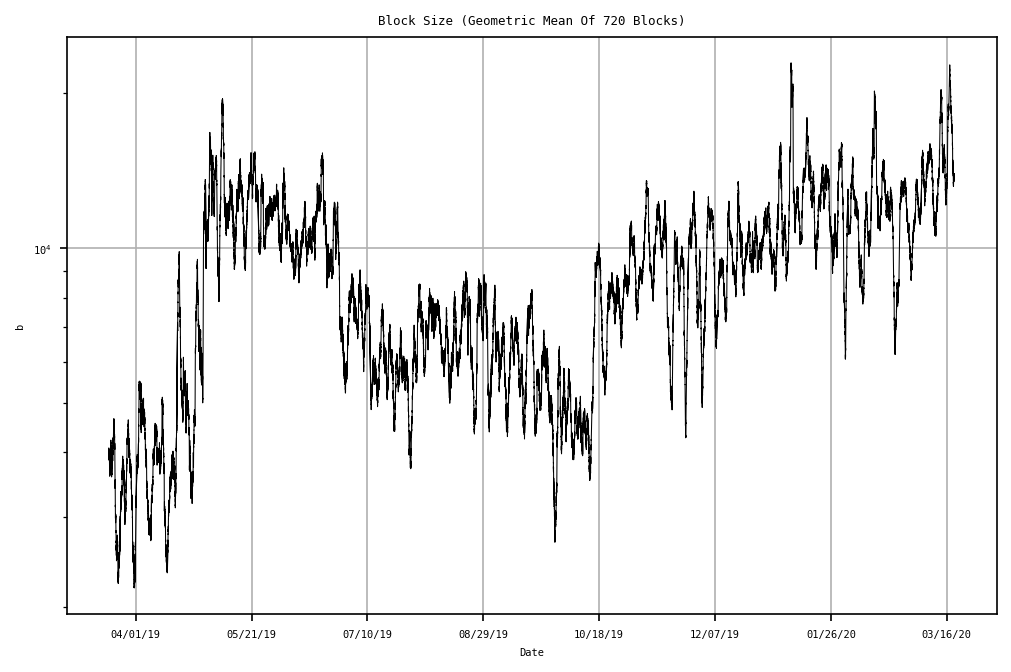 Block Size (Geometric Mean Of 720 Blocks)
10⁴
b
04/01/19 05/21/19 07/10/19 08/29/19 10/18/19 12/07/19 01/26/20 03/16/20
Date